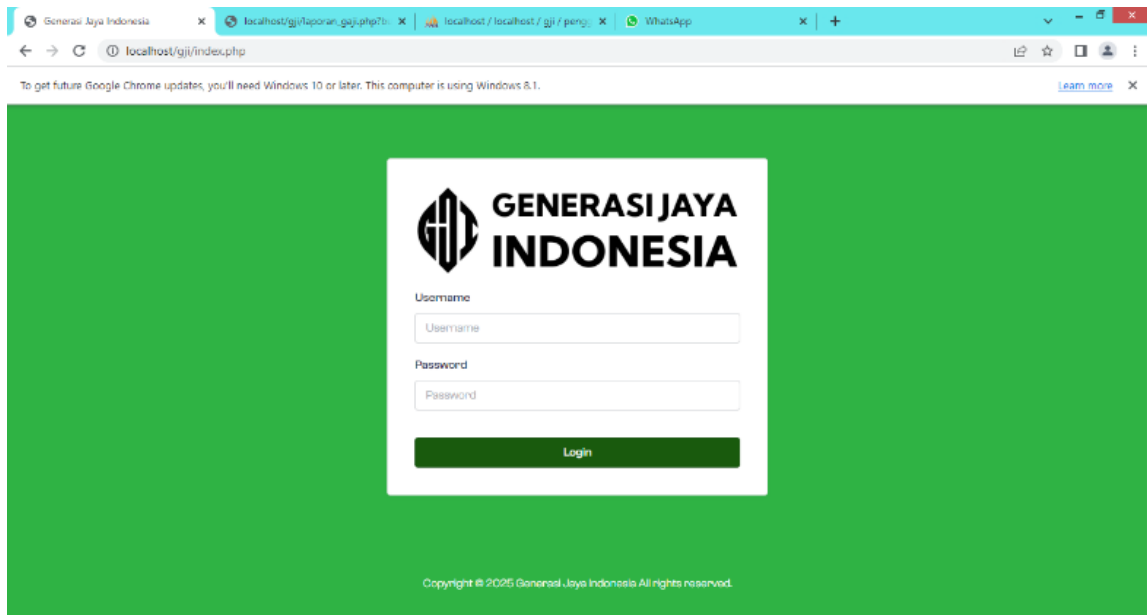 Generasi Jaya Indonesia
localhost/gji/laporan_gaji.php?b
localhost / localhost / gji / peng
WhatsApp
localhost/gji/index.php
To get future Google Chrome updates, you'll need Windows 10 or later. This computer is using Windows 8.1.
Learn more
GJI
GENERASI JAYA
INDONESIA
Username
Username
Password
Password
Login
Copyright © 2025 Generasi Jaya Indonesia All rights reserved.